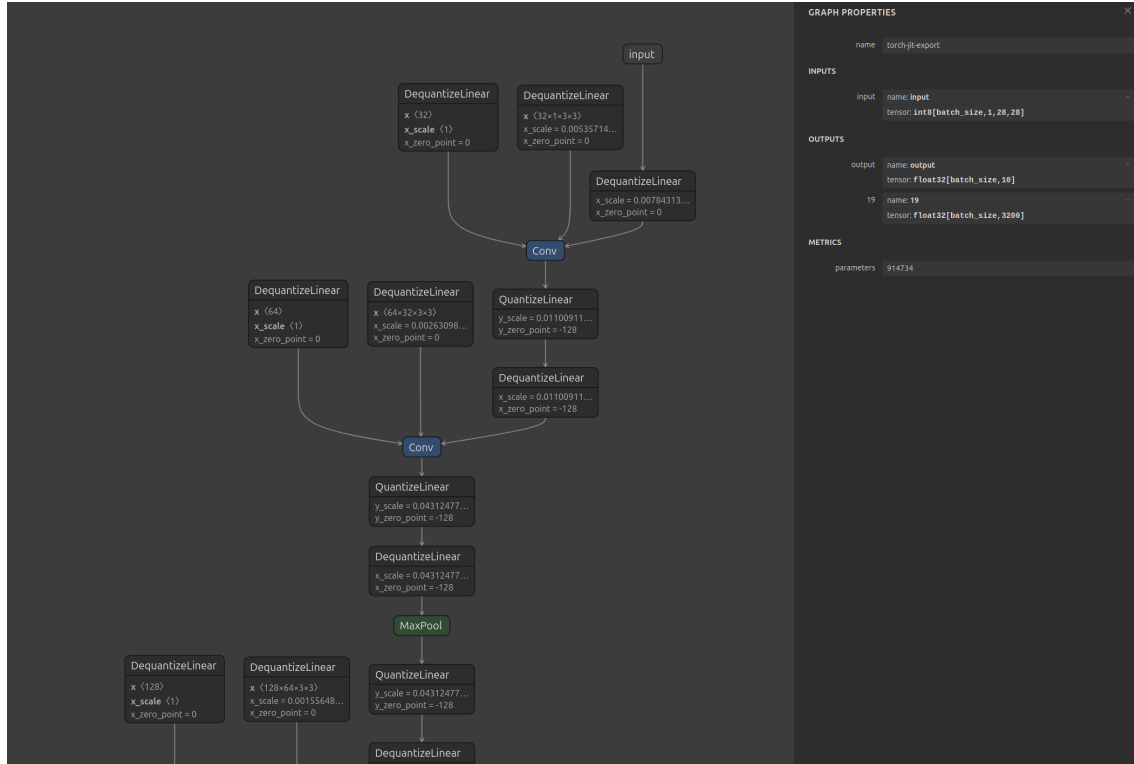 input
DequantizeLinear
x ⟨32⟩
x_scale ⟨1⟩
x_zero_point = 0
DequantizeLinear
x ⟨32×1×3×3⟩
x_scale = 0.00535714…
x_zero_point = 0
DequantizeLinear
x_scale = 0.00784313…
x_zero_point = 0
Conv
DequantizeLinear
x ⟨64⟩
x_scale ⟨1⟩
x_zero_point = 0
DequantizeLinear
x ⟨64×32×3×3⟩
x_scale = 0.00263098…
x_zero_point = 0
QuantizeLinear
y_scale = 0.01100911…
y_zero_point = -128
DequantizeLinear
x_scale = 0.01100911…
x_zero_point = -128
Conv
QuantizeLinear
y_scale = 0.04312477…
y_zero_point = -128
DequantizeLinear
x_scale = 0.04312477…
x_zero_point = -128
MaxPool
DequantizeLinear
x ⟨128⟩
x_scale ⟨1⟩
x_zero_point = 0
DequantizeLinear
x ⟨128×64×3×3⟩
x_scale = 0.00155648…
x_zero_point = 0
QuantizeLinear
y_scale = 0.04312477…
y_zero_point = -128
DequantizeLinear
GRAPH PROPERTIES
×
name torch-jit-export
INPUTS
input name: input -
tensor: int8[batch_size,1,28,28]
OUTPUTS
output name: output -
tensor: float32[batch_size,10]
19 name: 19 -
tensor: float32[batch_size,3200]
METRICS
parameters 914734